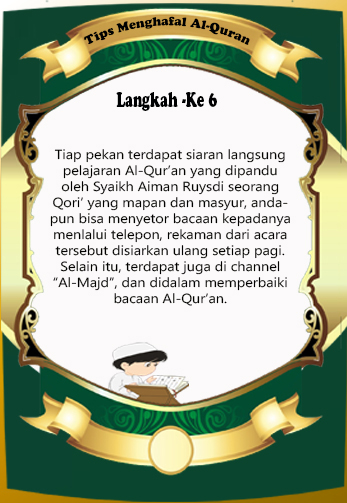 Tips Menghafal Al-Quran
Langkah -Ke 6
Tiap pekan terdapat siaran langsung
pelajaran Al-Qur'an yang dipandu
oleh Syaikh Aiman Ruysdi seorang
Qori' yang mapan dan masyur, anda-
pun bisa menyetor bacaan kepadanya
menlalui telepon, rekaman dari acara
tersebut disiarkan ulang setiap pagi.
Selain itu, terdapat juga di channel
"Al-Majd", dan didalam memperbaiki
bacaan Al-Qur'an.